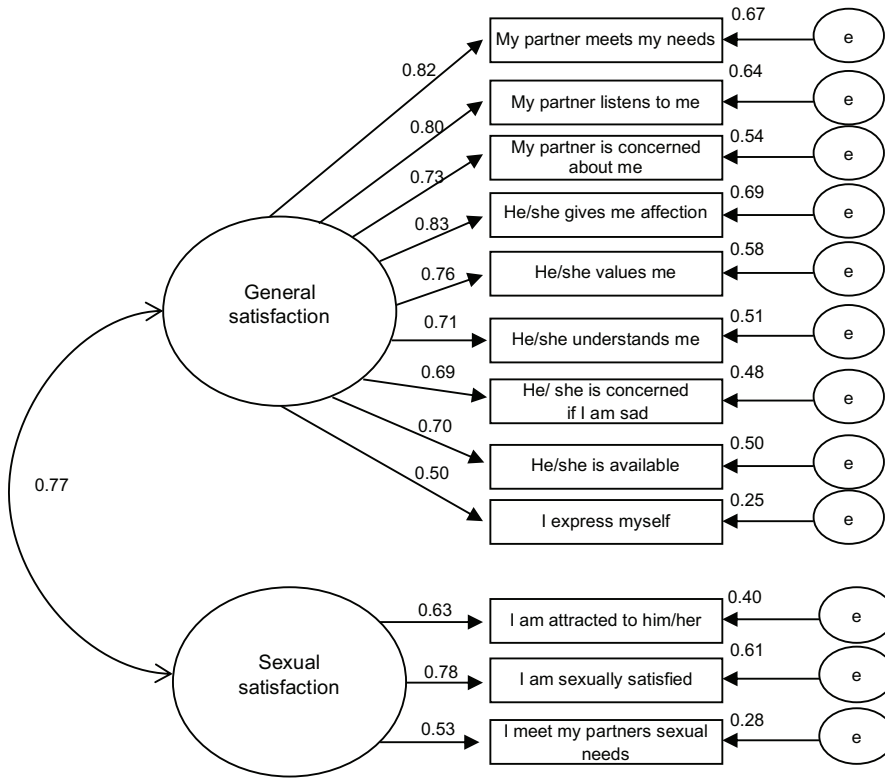 0.67
My partner meets my needs
e
0.82
0.64
My partner listens to me
e
0.80
0.54
My partner is concerned
about me
e
0.73
0.69
He/she gives me affection
e
0.83
0.58
He/she values me
e
0.76
General
satisfaction
0.51
He/she understands me
e
0.71
0.48
He/ she is concerned
if I am sad
e
0.69
0.50
He/she is available
e
0.70
0.25
I express myself
e
0.50
0.77
0.40
I am attracted to him/her
e
0.63
Sexual
satisfaction
0.61
I am sexually satisfied
e
0.78
0.28
I meet my partners sexual
needs
e
0.53